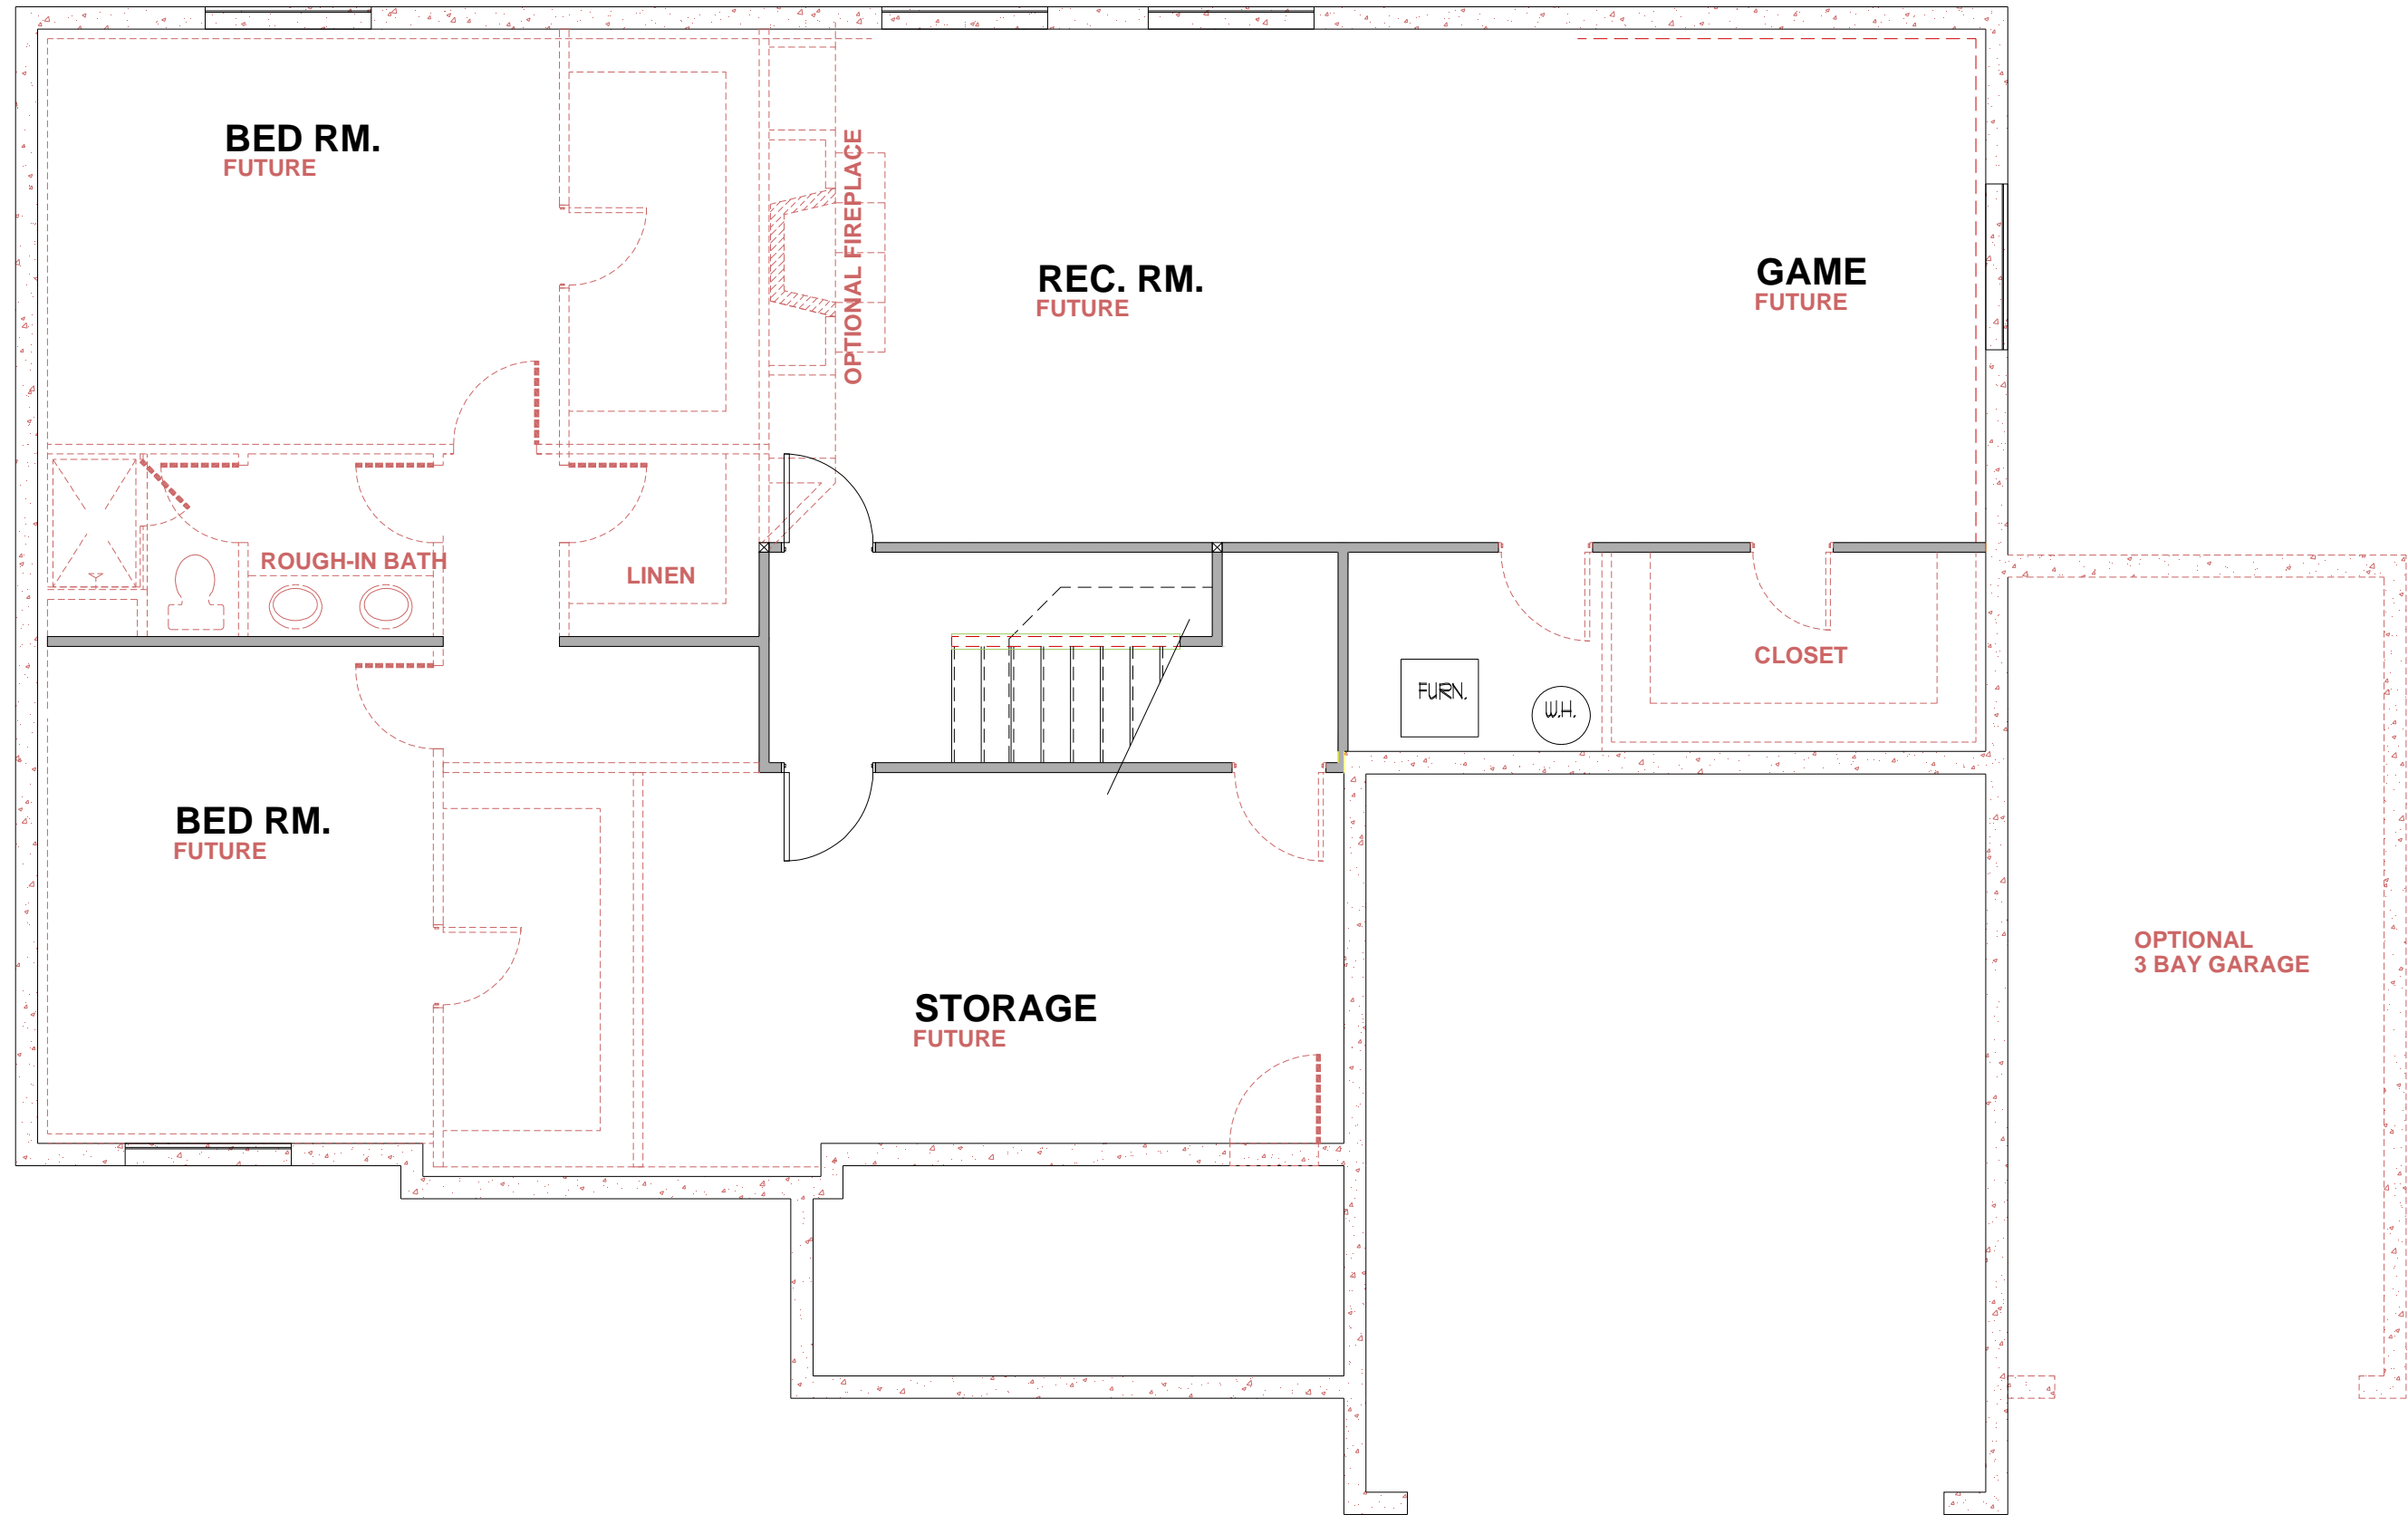 BED RM.
FUTURE
OPTIONAL FIREPLACE
REC. RM.
FUTURE
GAME
FUTURE
ROUGH-IN BATH
LINEN
CLOSET
FURN.
W.H.
BED RM.
FUTURE
STORAGE
FUTURE
OPTIONAL
3 BAY GARAGE